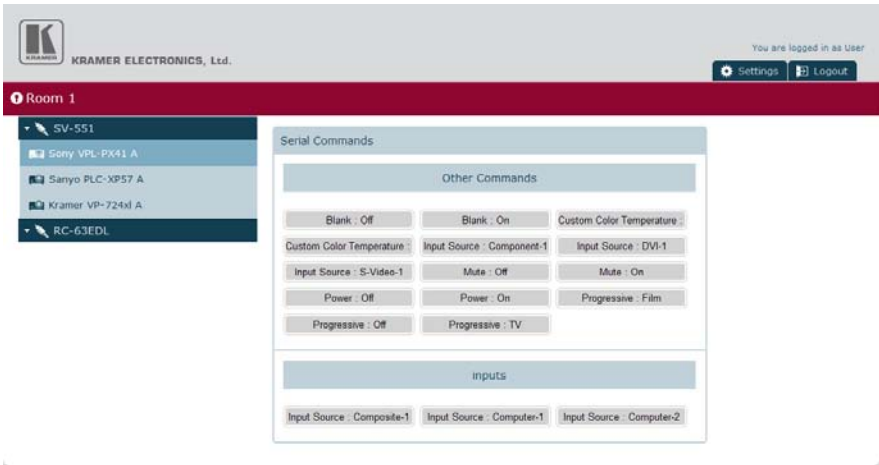 KRAMER
KRAMER ELECTRONICS, Ltd.
You are logged in as User
Settings
Logout
Room 1
SV-551
Sony VPL-PX41 A
Sanyo PLC-XP57 A
Kramer VP-724xl A
RC-63EDL
Serial Commands
Other Commands
Blank : Off
Blank : On
Custom Color Temperature :
Custom Color Temperature :
Input Source : Component-1
Input Source : DVI-1
Input Source : S-Video-1
Mute : Off
Mute : On
Power : Off
Power : On
Progressive : Film
Progressive : Off
Progressive : TV
inputs
Input Source : Composite-1
Input Source : Computer-1
Input Source : Computer-2